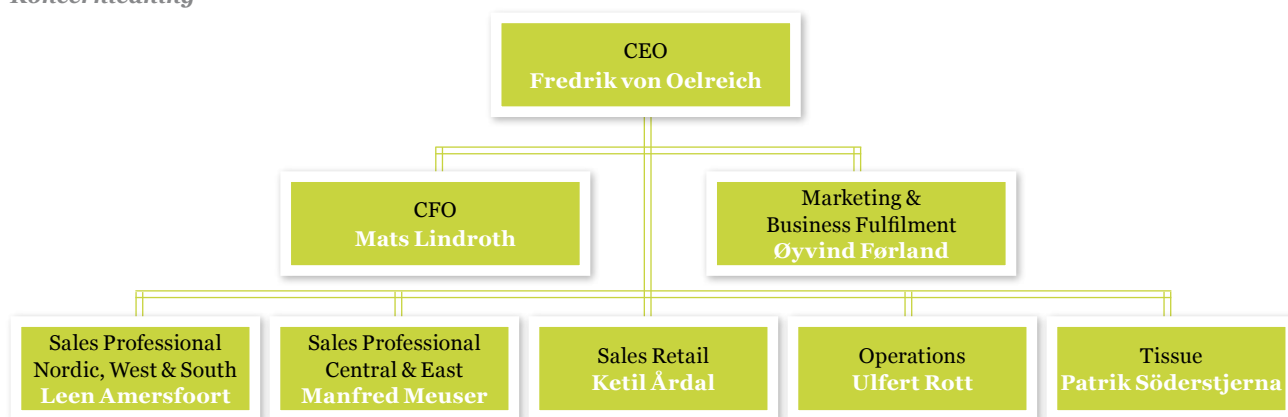 Koncernledning
CEO
Fredrik von Oelreich
CFO
Mats Lindroth
Marketing &
Business Fulfilment
Øyvind Førland
Sales Professional
Nordic, West & South
Leen Amersfoort
Sales Professional
Central & East
Manfred Meuser
Sales Retail
Ketil Årdal
Operations
Ulfert Rott
Tissue
Patrik Söderstjerna